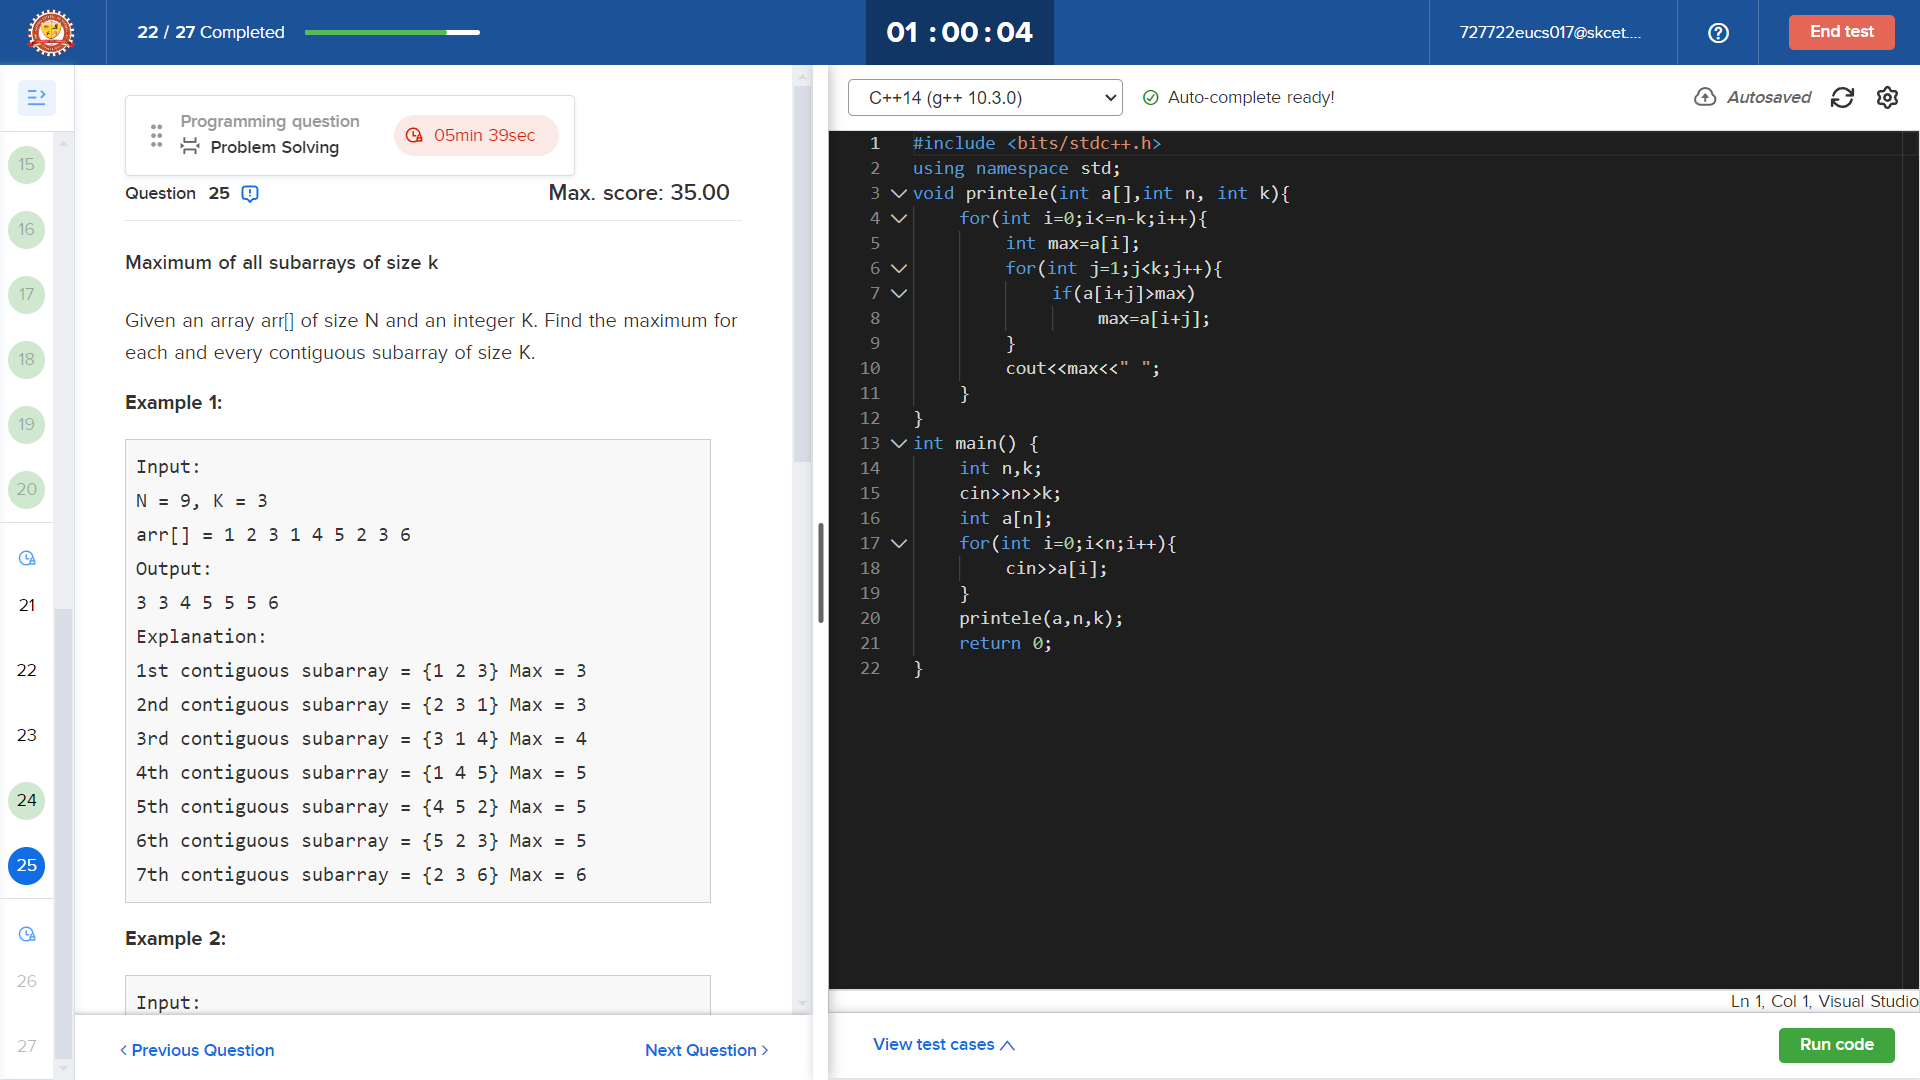 22 / 27 Completed
01 : 00 : 04
727722eucs017@skcet....
End test
15
16
17
18
19
20
21
22
23
24
25
26
27
Programming question
Problem Solving
05min 39sec
Question 25
Max. score: 35.00
Maximum of all subarrays of size k
Given an array arr[] of size N and an integer K. Find the maximum for
each and every contiguous subarray of size K.
Example 1:
Input:
N = 9, K = 3
arr[] = 1 2 3 1 4 5 2 3 6
Output:
3 3 4 5 5 5 6
Explanation:
1st contiguous subarray = {1 2 3} Max = 3
2nd contiguous subarray = {2 3 1} Max = 3
3rd contiguous subarray = {3 1 4} Max = 4
4th contiguous subarray = {1 4 5} Max = 5
5th contiguous subarray = {4 5 2} Max = 5
6th contiguous subarray = {5 2 3} Max = 5
7th contiguous subarray = {2 3 6} Max = 6
Example 2:
Input:
< Previous Question
Next Question >
C++14 (g++ 10.3.0)
Auto-complete ready!
Autosaved
1 #include <bits/stdc++.h>
2 using namespace std;
3 void printele(int a[],int n, int k){
4 for(int i=0;i<=n-k;i++){
5 int max=a[i];
6 for(int j=1;j<k;j++){
7 if(a[i+j]>max)
8 max=a[i+j];
9 }
10 cout<<max<<" ";
11 }
12 }
13 int main() {
14 int n,k;
15 cin>>n>>k;
16 int a[n];
17 for(int i=0;i<n;i++){
18 cin>>a[i];
19 }
20 printele(a,n,k);
21 return 0;
22 }
Ln 1, Col 1, Visual Studio
View test cases
Run code